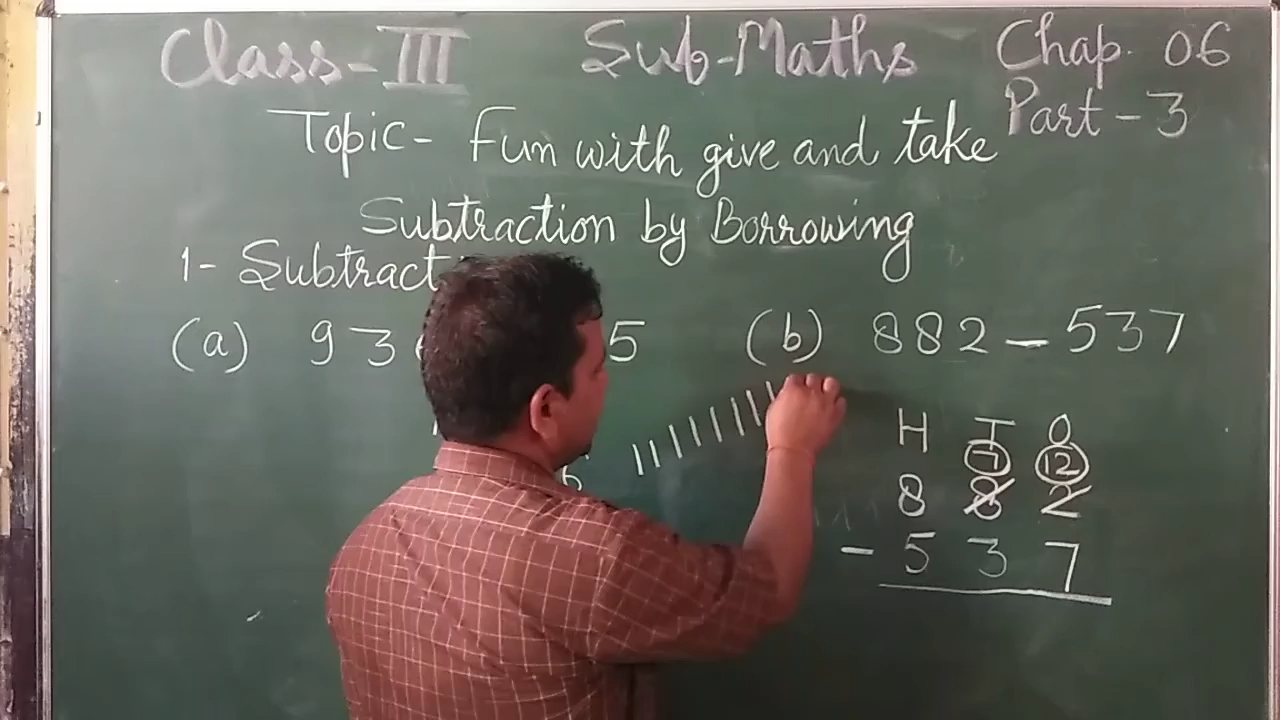 Class-III Sub-Maths Chap. 06
Part-3
Topic- Fun with give and take
Subtraction by Borrowing
1- Subtract
(a) 93 5 (b) 882-537
H T O
7 12
6 8 8 2
- 5 3 7